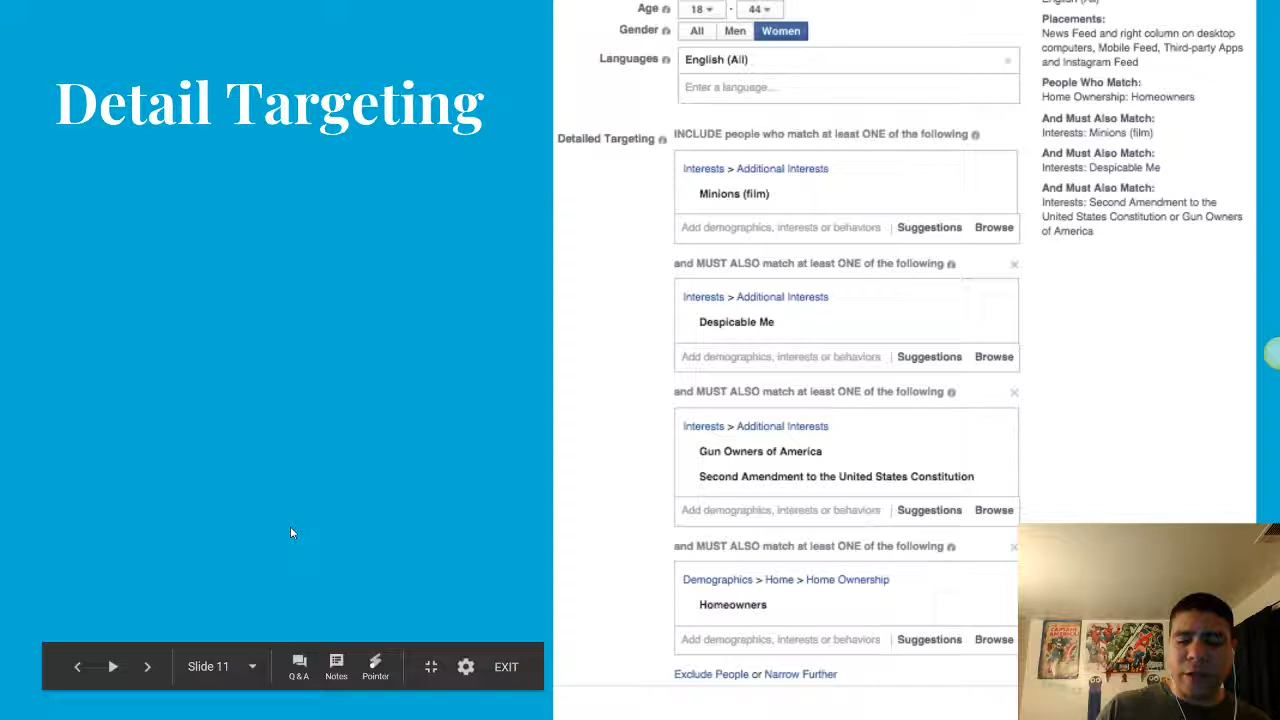 Detail Targeting
Age 18 - 44
Gender All Men Women
Languages English (All)
Enter a language...
Detailed Targeting INCLUDE people who match at least ONE of the following
Interests > Additional Interests
Minions (film)
Add demographics, interests or behaviors | Suggestions Browse
and MUST ALSO match at least ONE of the following
Interests > Additional Interests
Despicable Me
Add demographics, interests or behaviors | Suggestions Browse
and MUST ALSO match at least ONE of the following
Interests > Additional Interests
Gun Owners of America
Second Amendment to the United States Constitution
Add demographics, interests or behaviors | Suggestions Browse
and MUST ALSO match at least ONE of the following
Demographics > Home > Home Ownership
Homeowners
Add demographics, interests or behaviors | Suggestions Browse
Exclude People or Narrow Further
English (All)
Placements:
News Feed and right column on desktop
computers, Mobile Feed, Third-party Apps
and Instagram Feed
People Who Match:
Home Ownership: Homeowners
And Must Also Match:
Interests: Minions (film)
And Must Also Match:
Interests: Despicable Me
And Must Also Match:
Interests: Second Amendment to the
United States Constitution or Gun Owners
of America
Slide 11
Q & A
Notes
Pointer
EXIT
CAPTAIN
AMERICA